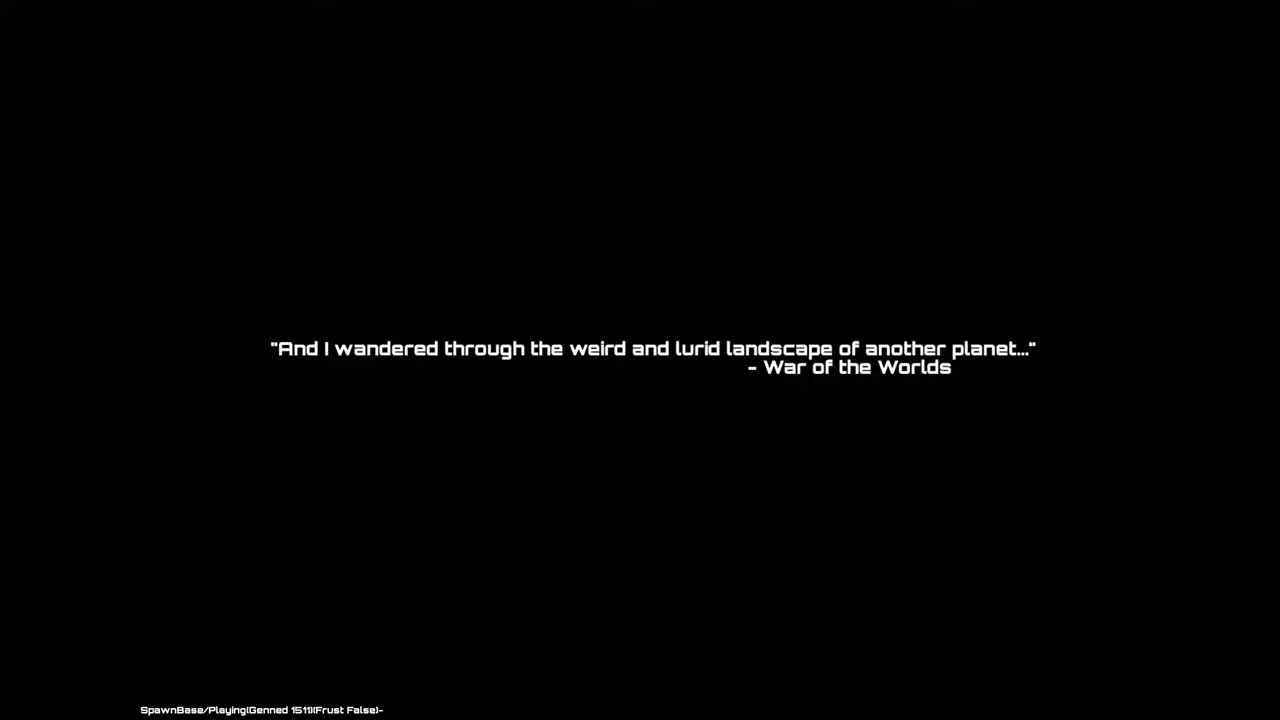 "And I wandered through the weird and lurid landscape of another planet..."
- War of the Worlds
SpawnBase/Playing(Genned 1511)(Frust False)-